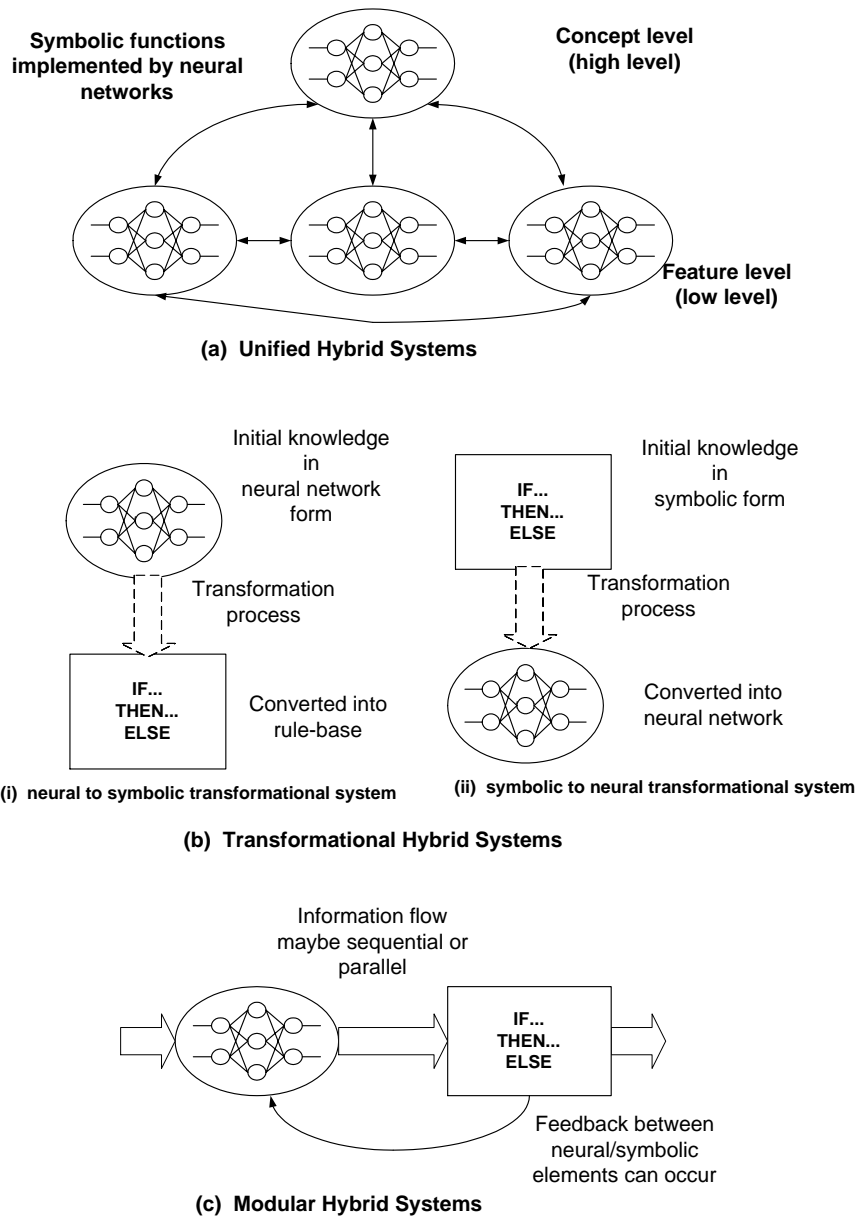 Symbolic functions
implemented by neural
networks
Concept level
(high level)
Feature level
(low level)
(a) Unified Hybrid Systems
Initial knowledge
in
neural network
form
Transformation
process
IF...
THEN...
ELSE
Converted into
rule-base
(i) neural to symbolic transformational system
IF...
THEN...
ELSE
Initial knowledge
in
symbolic form
Transformation
process
Converted into
neural network
(ii) symbolic to neural transformational system
(b) Transformational Hybrid Systems
Information flow
maybe sequential or
parallel
IF...
THEN...
ELSE
Feedback between
neural/symbolic
elements can occur
(c) Modular Hybrid Systems